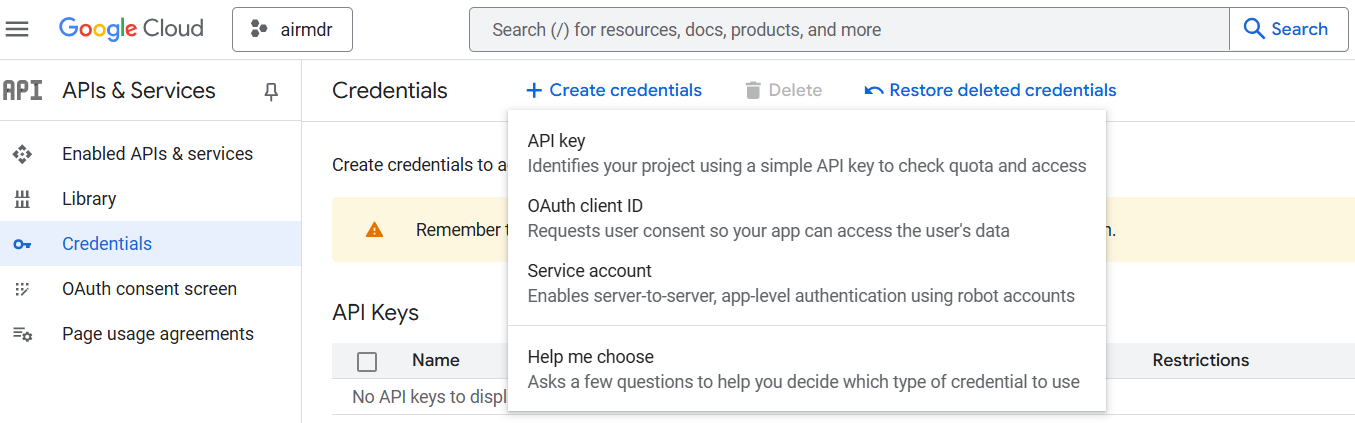 Google Cloud
airmdr
Search (/) for resources, docs, products, and more
Search
API
APIs & Services
Credentials
Create credentials
Delete
Restore deleted credentials
Enabled APIs & services
Library
Credentials
OAuth consent screen
Page usage agreements
Create credentials to
API key
Identifies your project using a simple API key to check quota and access
Remember
OAuth client ID
Requests user consent so your app can access the user's data
Service account
Enables server-to-server, app-level authentication using robot accounts
API Keys
Help me choose
Asks a few questions to help you decide which type of credential to use
Name
Restrictions
No API keys to displ